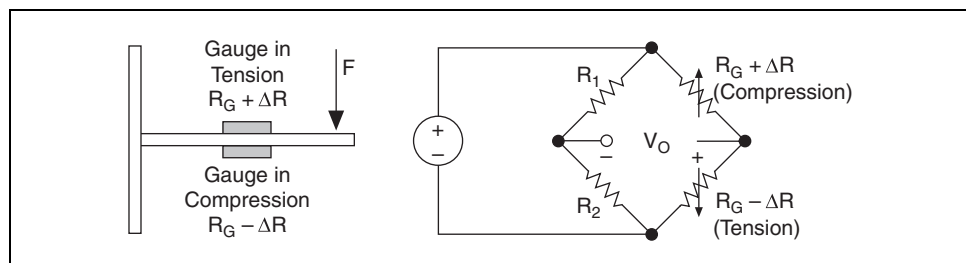 Gauge in
Tension
R_G + ΔR
F
Gauge in
Compression
R_G − ΔR
+
−
R_1
R_G + ΔR
(Compression)
−
V_O
+
R_2
R_G − ΔR
(Tension)